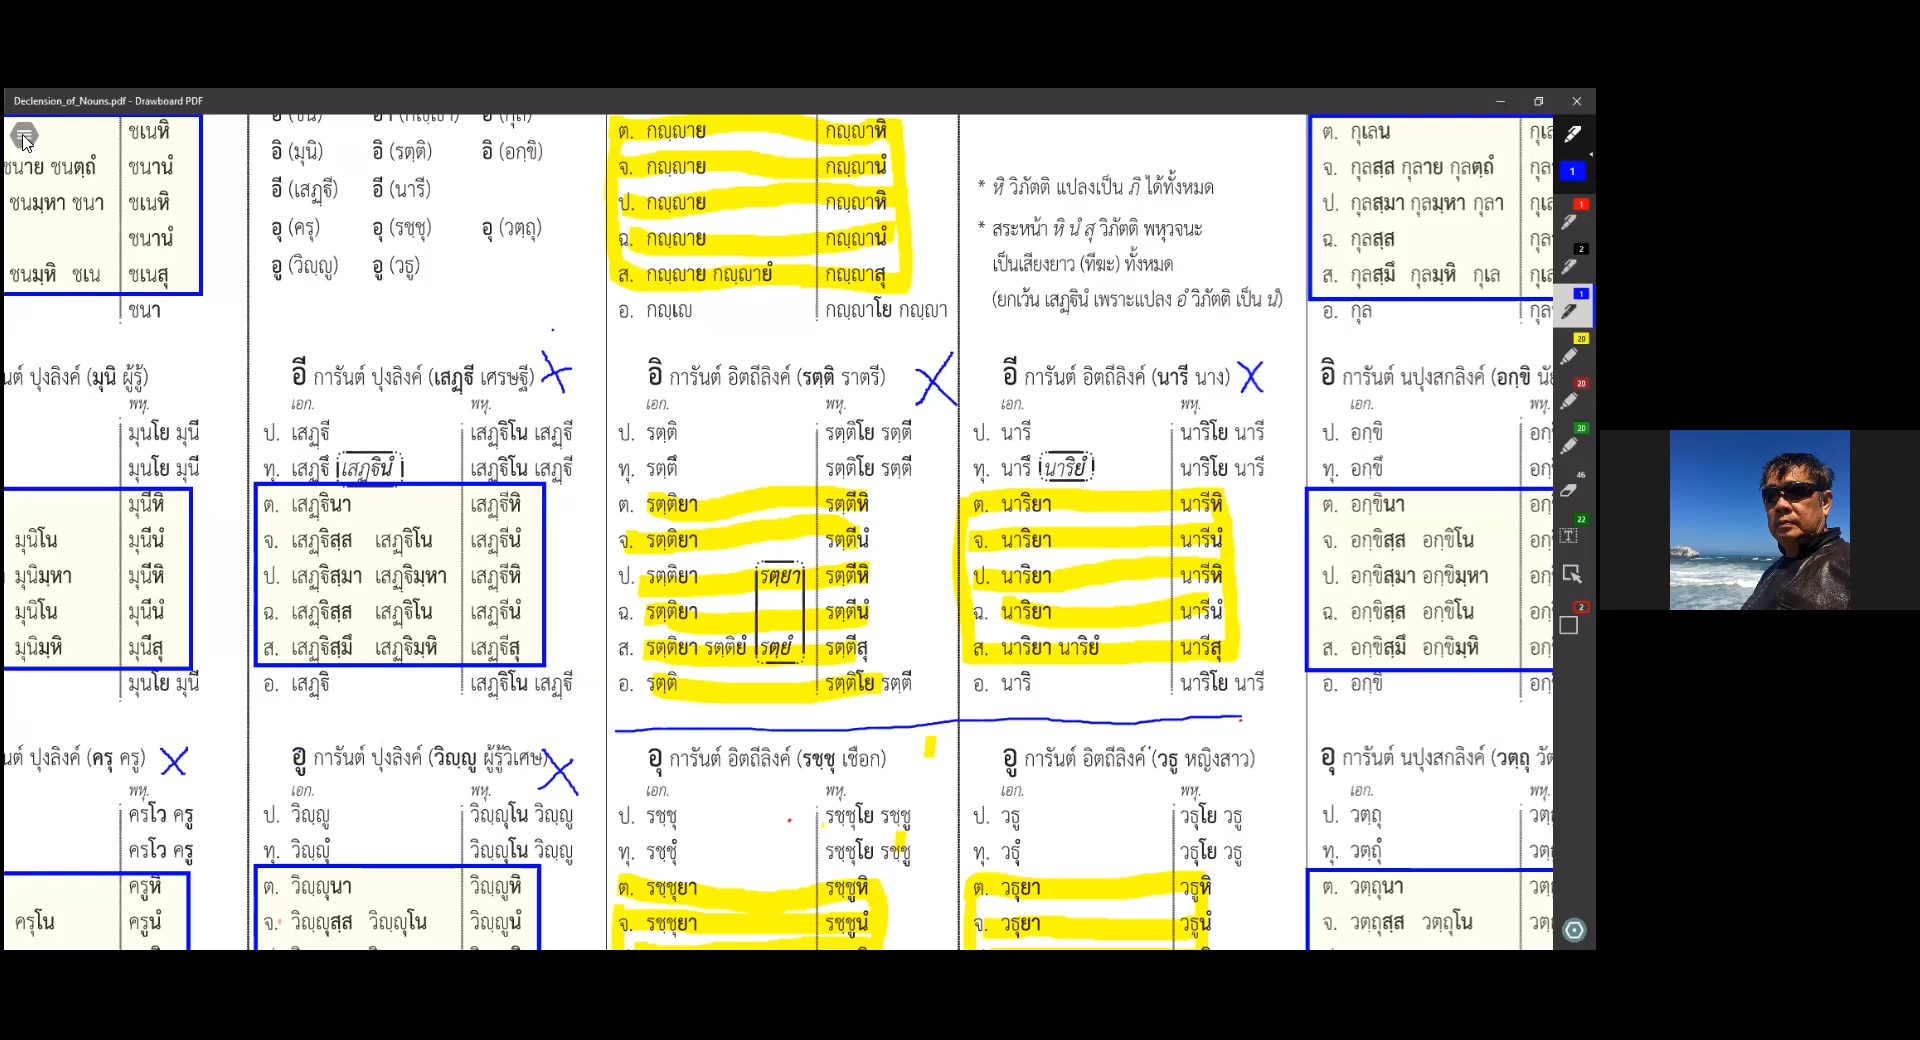 Declension_of_Nouns.pdf - Drawboard PDF
ชเนหิ
ชนาย ชนตฺถํ ชนานํ
ชนมฺหา ชนา ชเนหิ
ชนานํ
ชนมฺหิ ชเน ชเนสุ
ชนา
อิ (มุนิ) อิ (รตฺติ) อิ (อกฺขิ)
อี (เสฏฺฐี) อี (นารี)
อุ (ครุ) อุ (รชฺชุ) อุ (วตฺถุ)
อู (วิญฺญู) อู (วธู)
ต. กญฺญาย กญฺญาหิ
จ. กญฺญาย กญฺญานํ
ป. กญฺญาย กญฺญาหิ
ฉ. กญฺญาย กญฺญานํ
ส. กญฺญาย กญฺญายํ กญฺญาสุ
อ. กญฺเญ กญฺญาโย กญฺญา
* หิ วิภัตติ แปลงเป็น ภิ ได้ทั้งหมด
* สระหน้า หิ นํ สุ วิภัตติ พหุวจนะ
เป็นเสียงยาว (ทีฆะ) ทั้งหมด
(ยกเว้น เสฏฺฐินํ เพราะแปลง อํ วิภัตติ เป็น นํ)
ต. กุเลน กุเล
จ. กุลสฺส กุลาย กุลตฺถํ กุลา
ป. กุลสฺมา กุลมฺหา กุลา กุเล
ฉ. กุลสฺส กุลา
ส. กุลสฺมึ กุลมฺหิ กุเล กุเล
อ. กุล กุลา
นต์ ปุงลิงค์ (มุนิ ผู้รู้)
พหุ.
มุนโย มุนี
มุนโย มุนี
มุนีหิ
มุนิโน มุนีนํ
มุนิมฺหา มุนีหิ
มุนิโน มุนีนํ
มุนิมฺหิ มุนีสุ
มุนโย มุนี
อี การันต์ ปุงลิงค์ (เสฏฺฐี เศรษฐี)
เอก. พหุ.
ป. เสฏฺฐี เสฏฺฐิโน เสฏฺฐี
ทุ. เสฏฺฐึ เสฏฺฐินํ เสฏฺฐิโน เสฏฺฐี
ต. เสฏฺฐินา เสฏฺฐีหิ
จ. เสฏฺฐิสฺส เสฏฺฐิโน เสฏฺฐีนํ
ป. เสฏฺฐิสฺมา เสฏฺฐิมฺหา เสฏฺฐีหิ
ฉ. เสฏฺฐิสฺส เสฏฺฐิโน เสฏฺฐีนํ
ส. เสฏฺฐิสฺมึ เสฏฺฐิมฺหิ เสฏฺฐีสุ
อ. เสฏฺฐิ เสฏฺฐิโน เสฏฺฐี
อิ การันต์ อิตถีลิงค์ (รตฺติ ราตรี)
เอก. พหุ.
ป. รตฺติ รตฺติโย รตฺตี
ทุ. รตฺตึ รตฺติโย รตฺตี
ต. รตฺติยา รตฺตีหิ
จ. รตฺติยา รตฺตีนํ
ป. รตฺติยา รตฺยา รตฺตีหิ
ฉ. รตฺติยา รตฺตีนํ
ส. รตฺติยา รตฺติยํ รตฺยํ รตฺตีสุ
อ. รตฺติ รตฺติโย รตฺตี
อี การันต์ อิตถีลิงค์ (นารี นาง)
เอก. พหุ.
ป. นารี นาริโย นารี
ทุ. นารึ นาริยํ นาริโย นารี
ต. นาริยา นารีหิ
จ. นาริยา นารีนํ
ป. นาริยา นารีหิ
ฉ. นาริยา นารีนํ
ส. นาริยา นาริยํ นารีสุ
อ. นาริ นาริโย นารี
อิ การันต์ นปุงสกลิงค์ (อกฺขิ นั
เอก. พหุ.
ป. อกฺขิ
ทุ. อกฺขึ
ต. อกฺขินา
จ. อกฺขิสฺส อกฺขิโน
ป. อกฺขิสฺมา อกฺขิมฺหา
ฉ. อกฺขิสฺส อกฺขิโน
ส. อกฺขิสฺมึ อกฺขิมฺหิ
อ. อกฺขิ
นต์ ปุงลิงค์ (ครุ ครู)
พหุ.
ครโว ครู
ครโว ครู
ครูหิ
ครุโน ครูนํ
อู การันต์ ปุงลิงค์ (วิญฺญู ผู้รู้วิเศษ)
เอก. พหุ.
ป. วิญฺญู วิญฺญุโน วิญฺญู
ทุ. วิญฺญุํ วิญฺญุโน วิญฺญู
ต. วิญฺญุนา วิญฺญูหิ
จ. วิญฺญุสฺส วิญฺญุโน วิญฺญูนํ
อุ การันต์ อิตถีลิงค์ (รชฺชุ เชือก)
เอก. พหุ.
ป. รชฺชุ รชฺชุโย รชฺชู
ทุ. รชฺชุํ รชฺชุโย รชฺชู
ต. รชฺชุยา รชฺชูหิ
จ. รชฺชุยา รชฺชูนํ
อู การันต์ อิตถีลิงค์ (วธู หญิงสาว)
เอก. พหุ.
ป. วธู วธุโย วธู
ทุ. วธุํ วธุโย วธู
ต. วธุยา วธูหิ
จ. วธุยา วธูนํ
อุ การันต์ นปุงสกลิงค์ (วตฺถุ วั
เอก. พหุ.
ป. วตฺถุ
ทุ. วตฺถุํ
ต. วตฺถุนา
จ. วตฺถุสฺส วตฺถุโน
1
1
2
1
20
20
20
46
22
2